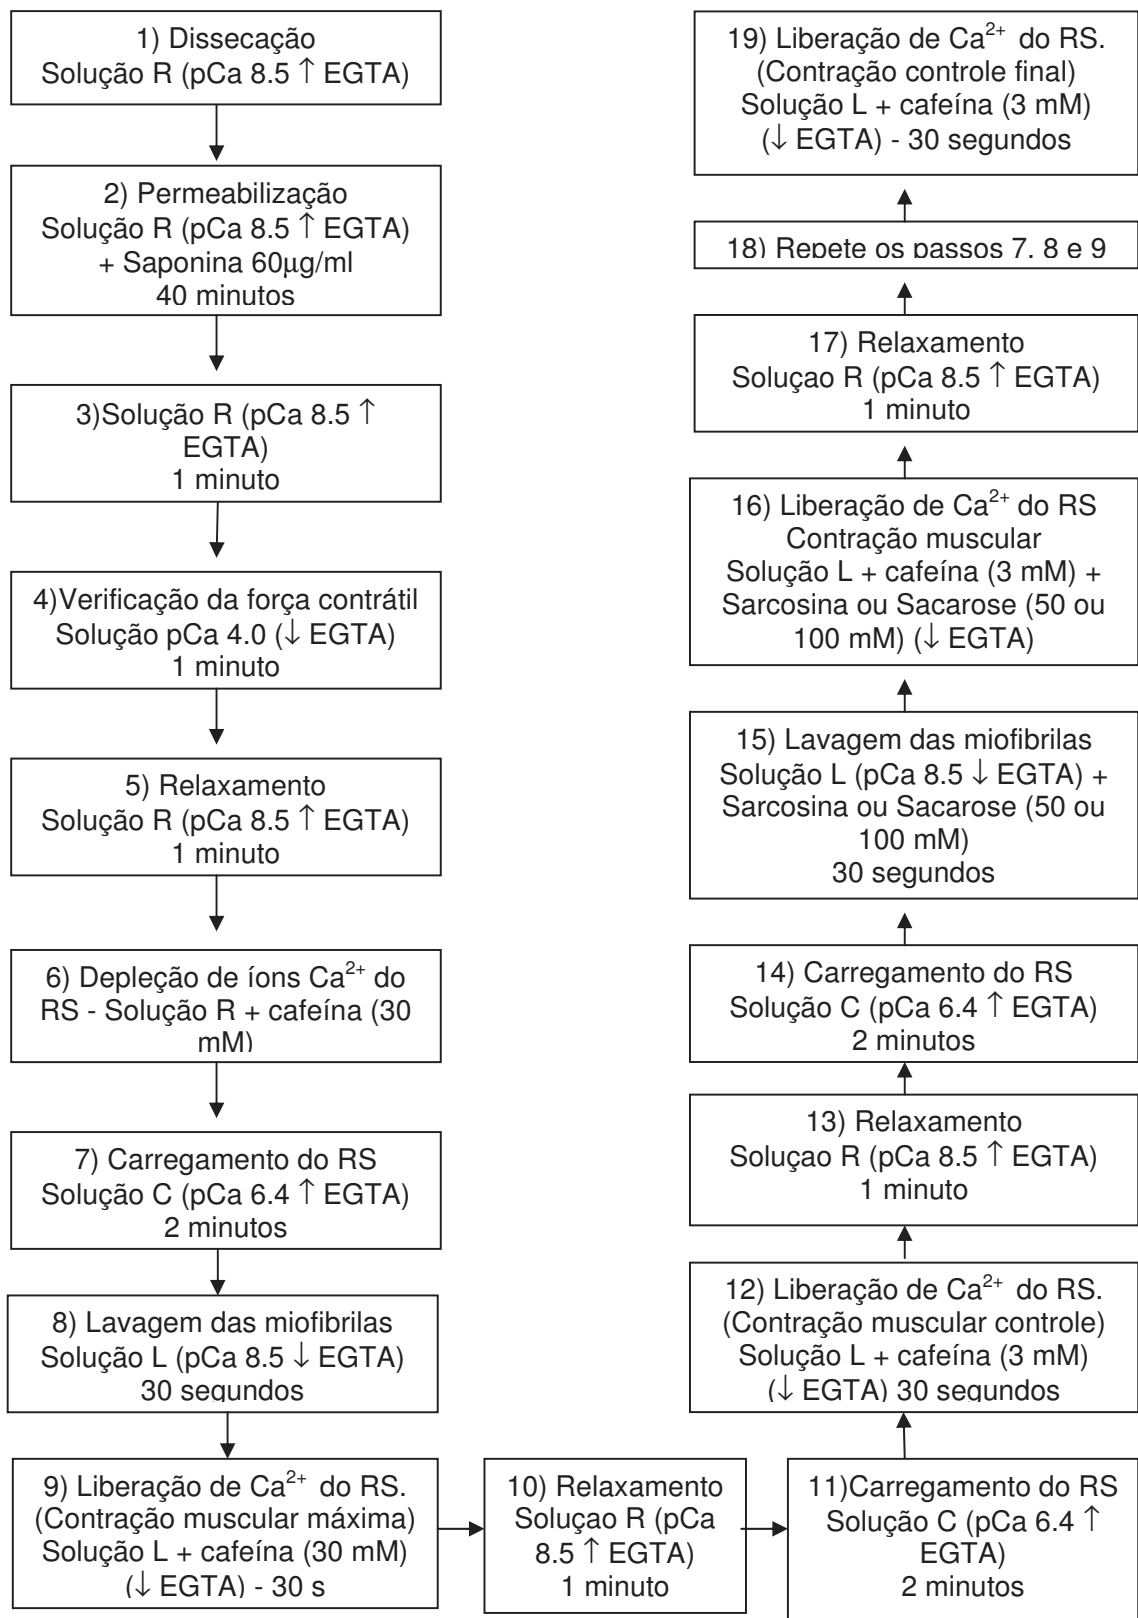 1) Dissecação
Solução R (pCa 8.5 ↑ EGTA)
2) Permeabilização
Solução R (pCa 8.5 ↑ EGTA)
+ Saponina 60μg/ml
40 minutos
3)Solução R (pCa 8.5 ↑
EGTA)
1 minuto
4)Verificação da força contrátil
Solução pCa 4.0 (↓ EGTA)
1 minuto
5) Relaxamento
Solução R (pCa 8.5 ↑ EGTA)
1 minuto
6) Depleção de íons Ca²⁺ do
RS - Solução R + cafeína (30
mM)
7) Carregamento do RS
Solução C (pCa 6.4 ↑ EGTA)
2 minutos
8) Lavagem das miofibrilas
Solução L (pCa 8.5 ↓ EGTA)
30 segundos
9) Liberação de Ca²⁺ do RS.
(Contração muscular máxima)
Solução L + cafeína (30 mM)
(↓ EGTA) - 30 s
10) Relaxamento
Soluçao R (pCa
8.5 ↑ EGTA)
1 minuto
11)Carregamento do RS
Solução C (pCa 6.4 ↑
EGTA)
2 minutos
12) Liberação de Ca²⁺ do RS.
(Contração muscular controle)
Solução L + cafeína (3 mM)
(↓ EGTA) 30 segundos
13) Relaxamento
Soluçao R (pCa 8.5 ↑ EGTA)
1 minuto
14) Carregamento do RS
Solução C (pCa 6.4 ↑ EGTA)
2 minutos
15) Lavagem das miofibrilas
Solução L (pCa 8.5 ↓ EGTA) +
Sarcosina ou Sacarose (50 ou
100 mM)
30 segundos
16) Liberação de Ca²⁺ do RS
Contração muscular
Solução L + cafeína (3 mM) +
Sarcosina ou Sacarose (50 ou
100 mM) (↓ EGTA)
17) Relaxamento
Soluçao R (pCa 8.5 ↑ EGTA)
1 minuto
18) Repete os passos 7, 8 e 9
19) Liberação de Ca²⁺ do RS.
(Contração controle final)
Solução L + cafeína (3 mM)
(↓ EGTA) - 30 segundos